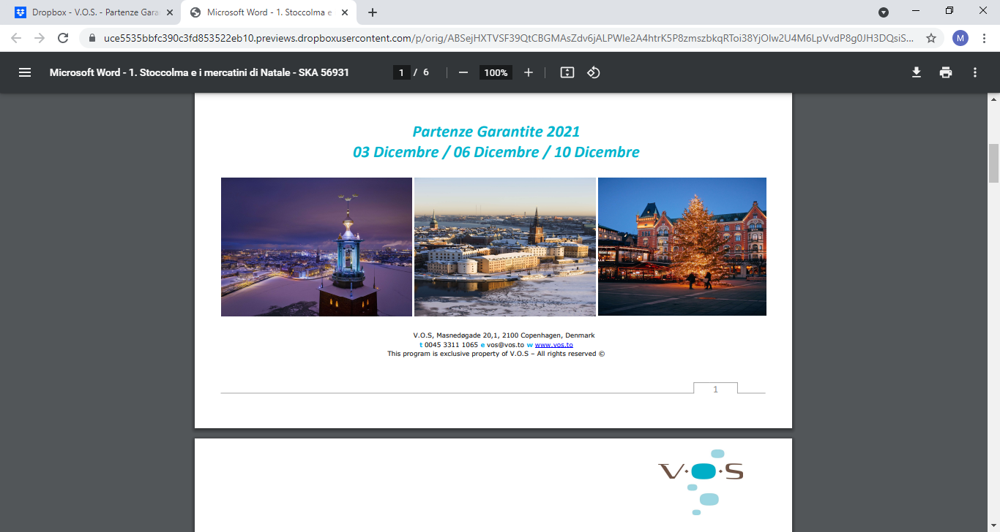 Dropbox - V.O.S. - Partenze Gara
Microsoft Word - 1. Stoccolma e
uce5535bbfc390c3fd853522eb10.previews.dropboxusercontent.com/p/orig/ABSejHXTVSF39QtCBGMAsZdv6jALPWIe2A4htrK5P8zmszbkqRToi38YjOIw2U4M6LpVvdP8g0JH3DQsiS...
M
Microsoft Word - 1. Stoccolma e i mercatini di Natale - SKA 56931
1 / 6
100%
Partenze Garantite 2021
03 Dicembre / 06 Dicembre / 10 Dicembre
V.O.S, Masnedøgade 20,1, 2100 Copenhagen, Denmark
t 0045 3311 1065 e vos@vos.to w www.vos.to
This program is exclusive property of V.O.S – All rights reserved ©
1
V·O·S